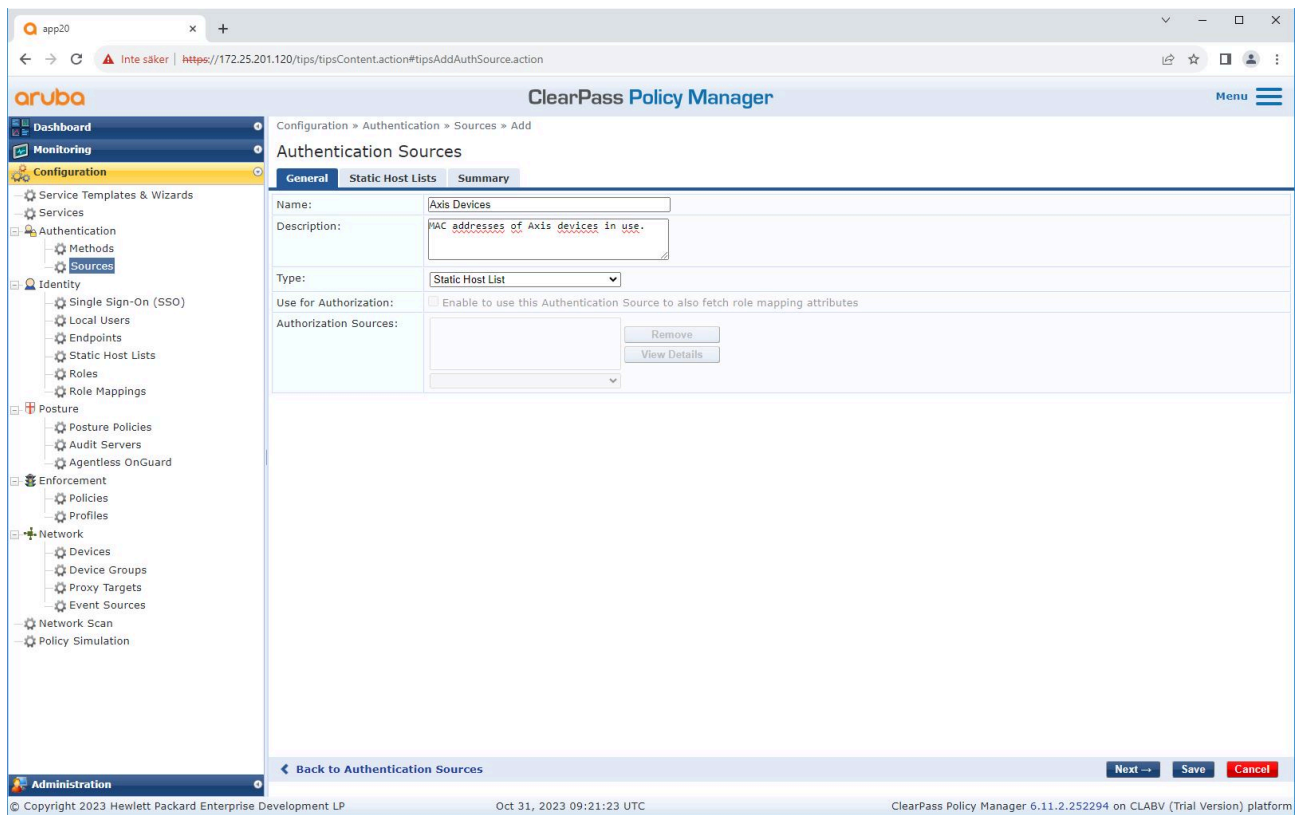 app20
Inte säker | https://172.25.201.120/tips/tipsContent.action#tipsAddAuthSource.action
aruba
ClearPass Policy Manager
Menu
Dashboard
Monitoring
Configuration
Service Templates & Wizards
Services
Authentication
Methods
Sources
Identity
Single Sign-On (SSO)
Local Users
Endpoints
Static Host Lists
Roles
Role Mappings
Posture
Posture Policies
Audit Servers
Agentless OnGuard
Enforcement
Policies
Profiles
Network
Devices
Device Groups
Proxy Targets
Event Sources
Network Scan
Policy Simulation
Administration
Configuration » Authentication » Sources » Add
Authentication Sources
General Static Host Lists Summary
Name: Axis Devices
Description: MAC addresses of Axis devices in use.
Type: Static Host List
Use for Authorization: Enable to use this Authentication Source to also fetch role mapping attributes
Authorization Sources:
Remove
View Details
Back to Authentication Sources
Next → Save Cancel
© Copyright 2023 Hewlett Packard Enterprise Development LP Oct 31, 2023 09:21:23 UTC ClearPass Policy Manager 6.11.2.252294 on CLABV (Trial Version) platform